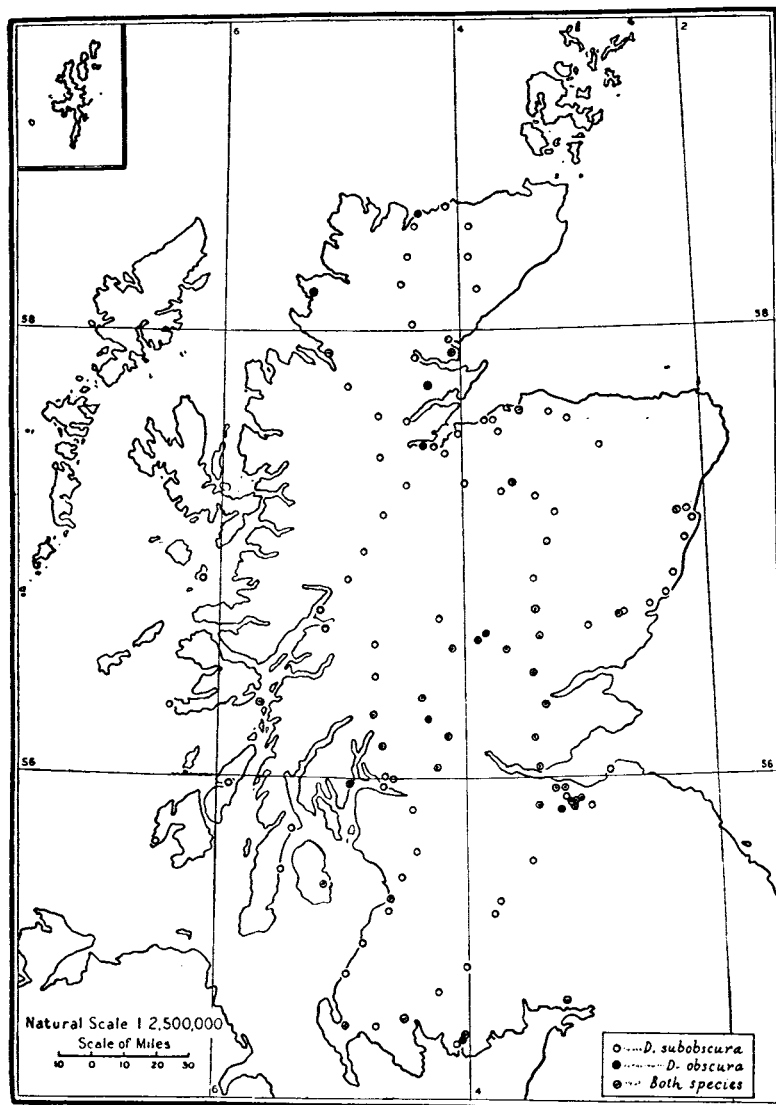 6 4 2
58 58
56 56
Natural Scale 1 2,500,000
Scale of Miles
10 0 10 20 30
D. subobscura
D. obscura
Both species
6 4